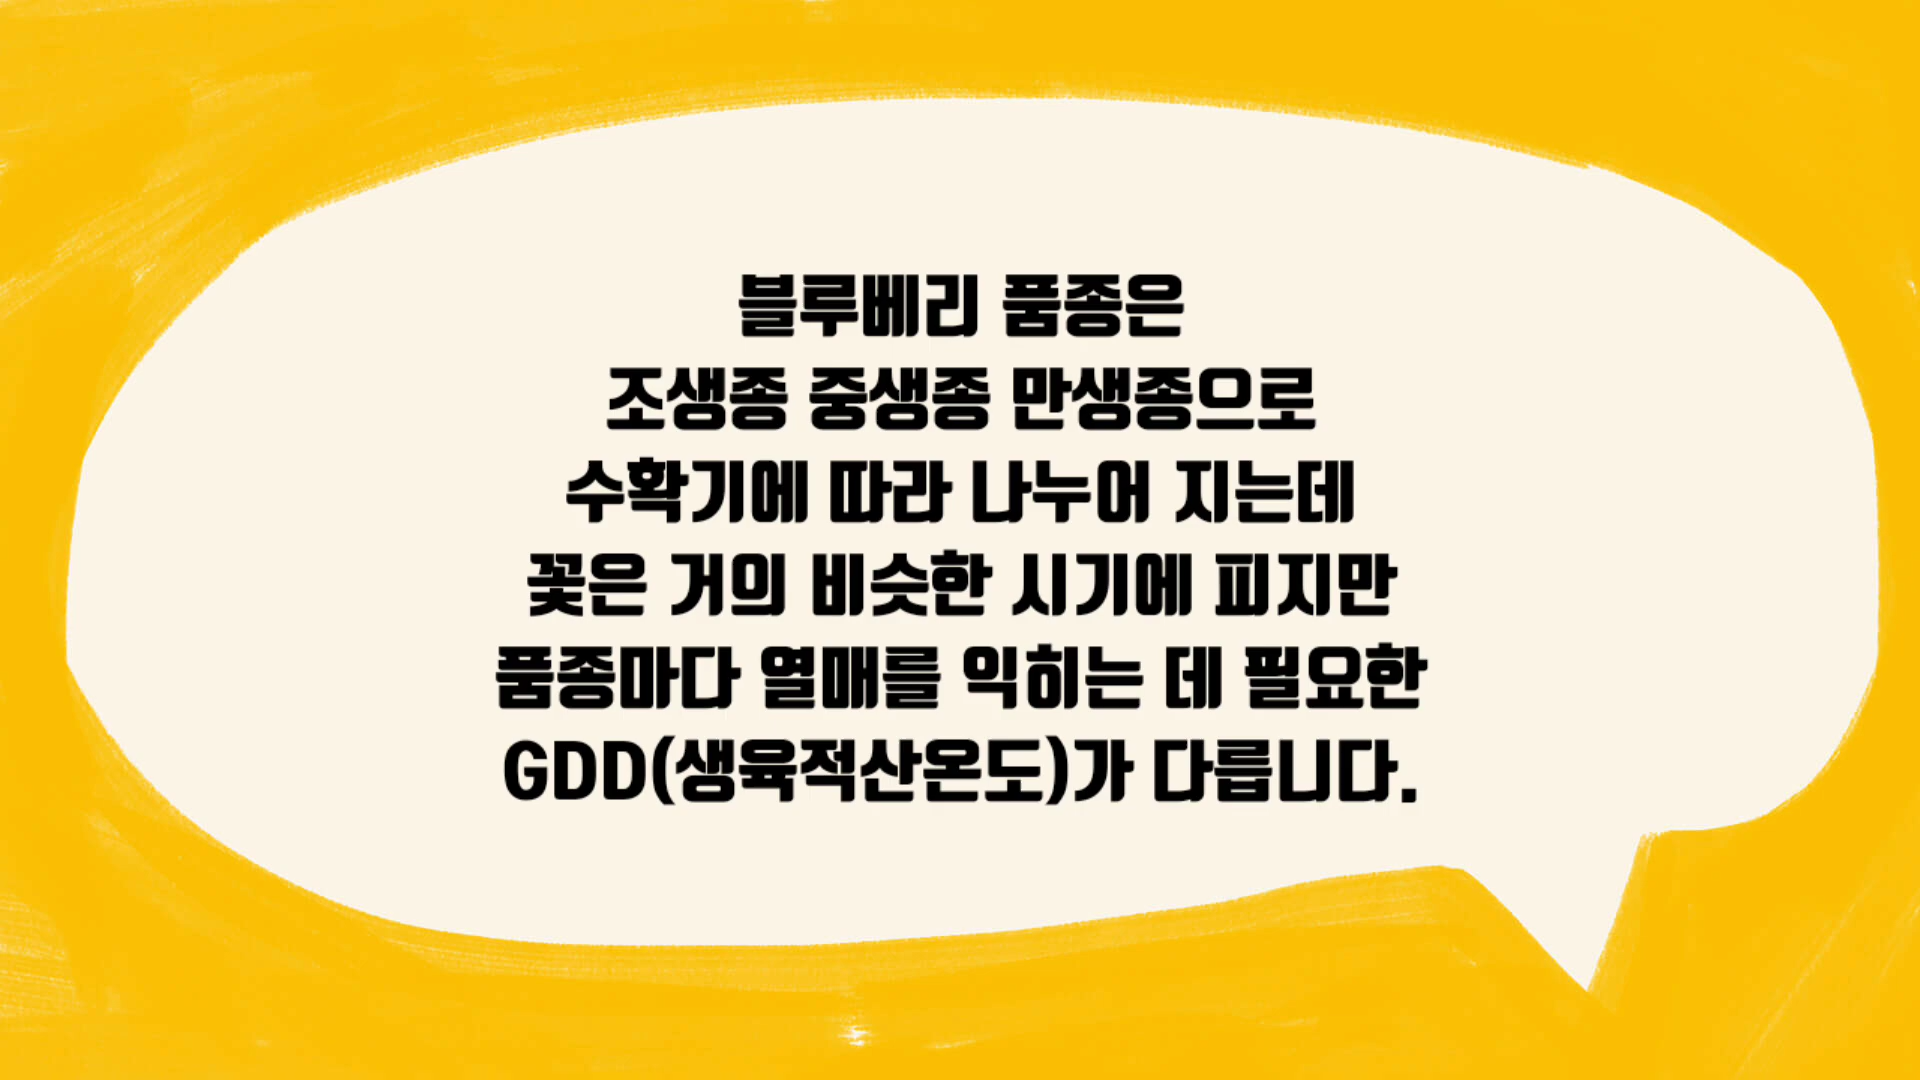 블루베리 품종은
조생종 중생종 만생종으로
수확기에 따라 나누어 지는데
꽃은 거의 비슷한 시기에 피지만
품종마다 열매를 익히는 데 필요한
GDD(생육적산온도)가 다릅니다.